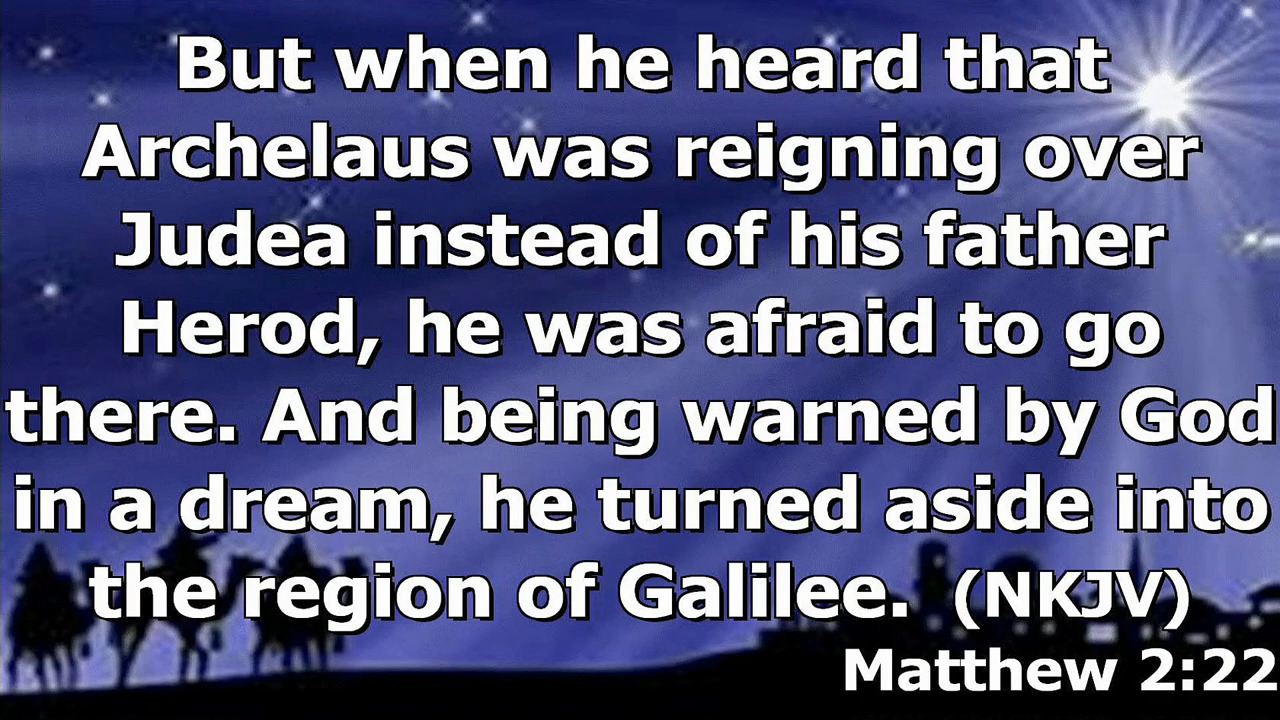 But when he heard that
Archelaus was reigning over
Judea instead of his father
Herod, he was afraid to go
there. And being warned by God
in a dream, he turned aside into
the region of Galilee. (NKJV)
Matthew 2:22